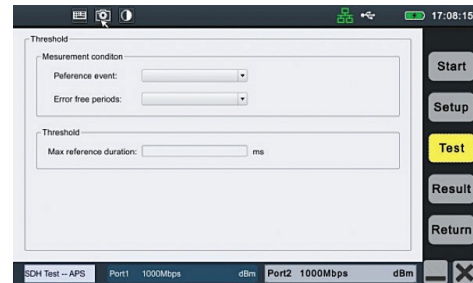 17:08:15
Threshold
Mesurement conditon
Peference event:
Error free periods:
Threshold
Max reference duration: ms
Start
Setup
Test
Result
Return
SDH Test -- APS Port1 1000Mbps dBm Port2 1000Mbps dBm